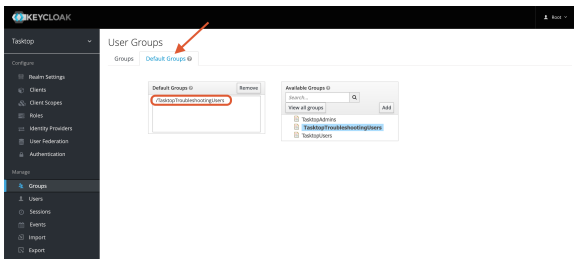 KEYCLOAK
Root
Tasktop
User Groups
Groups
Default Groups
Configure
Realm Settings
Clients
Client Scopes
Roles
Identity Providers
User Federation
Authentication
Manage
Groups
Users
Sessions
Events
Import
Export
Default Groups
Remove
/TasktopTroubleshootingUsers
Available Groups
Search...
View all groups
Add
TasktopAdmins
TasktopTroubleshootingUsers
TasktopUsers